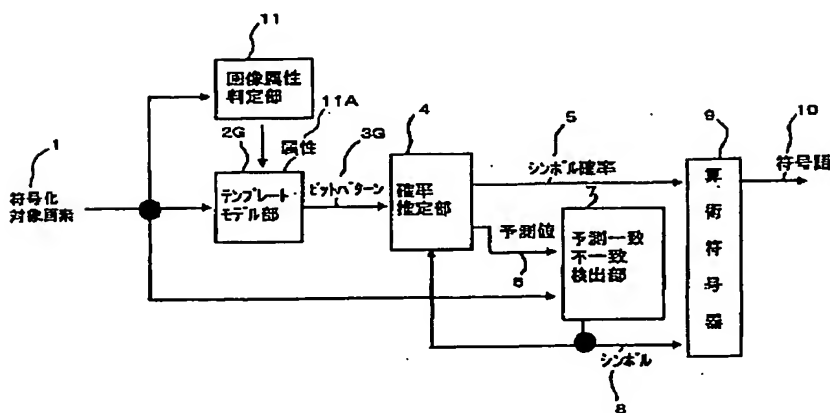 11
画像属性
判定部
11A
2G
属性
3G
4
5
9
10
1
符号化
対象画素
テンプレート
モデル部
ビットパターン
確率
推定部
シンボル確率
符号語
算術符号器
予測値
6
予測一致
不一致
検出部
シンボル
8